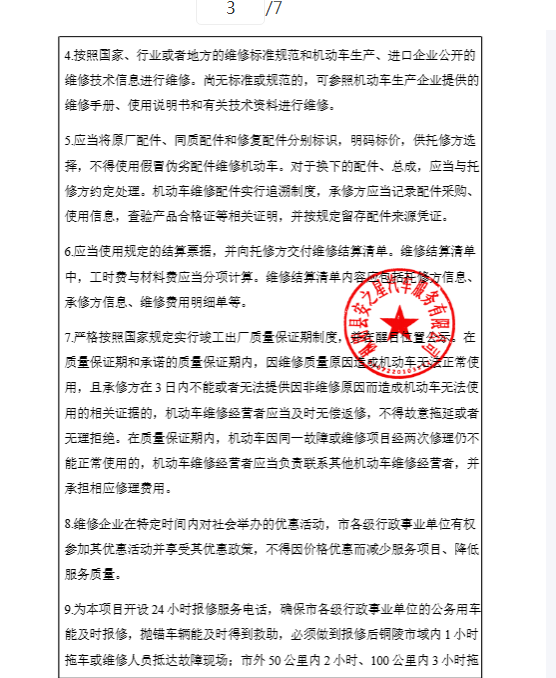 3 /7
4.按照国家、行业或者地方的维修标准规范和机动车生产、进口企业公开的
维修技术信息进行维修。尚无标准或规范的，可参照机动车生产企业提供的
维修手册、使用说明书和有关技术资料进行维修。
5.应当将原厂配件、同质配件和修复配件分别标识，明码标价，供托修方选
择，不得使用假冒伪劣配件维修机动车。对于换下的配件、总成，应当与托
修方约定处理。机动车维修配件实行追溯制度，承修方应当记录配件采购、
使用信息，查验产品合格证等相关证明，并按规定留存配件来源凭证。
6.应当使用规定的结算票据，并向托修方交付维修结算清单。维修结算清单
中，工时费与材料费应当分项计算。维修结算清单内容应包括托修方信息、
承修方信息、维修费用明细单等。
7.严格按照国家规定实行竣工出厂质量保证期制度，并在醒目位置公示。在
质量保证期和承诺的质量保证期内，因维修质量原因造成机动车无法正常使
用，且承修方在 3 日内不能或者无法提供因非维修原因而造成机动车无法使
用的相关证据的，机动车维修经营者应当及时无偿返修，不得故意拖延或者
无理拒绝。在质量保证期内，机动车因同一故障或维修项目经两次修理仍不
能正常使用的，机动车维修经营者应当负责联系其他机动车维修经营者，并
承担相应修理费用。
8.维修企业在特定时间内对社会举办的优惠活动，市各级行政事业单位有权
参加其优惠活动并享受其优惠政策，不得因价格优惠而减少服务项目、降低
服务质量。
9.为本项目开设 24 小时报修服务电话，确保市各级行政事业单位的公务用车
能及时报修，抛锚车辆能及时得到救助，必须做到报修后铜陵市域内 1 小时
拖车或维修人员抵达故障现场；市外 50 公里内 2 小时、100 公里内 3 小时拖
县安之星汽车服务有限公司